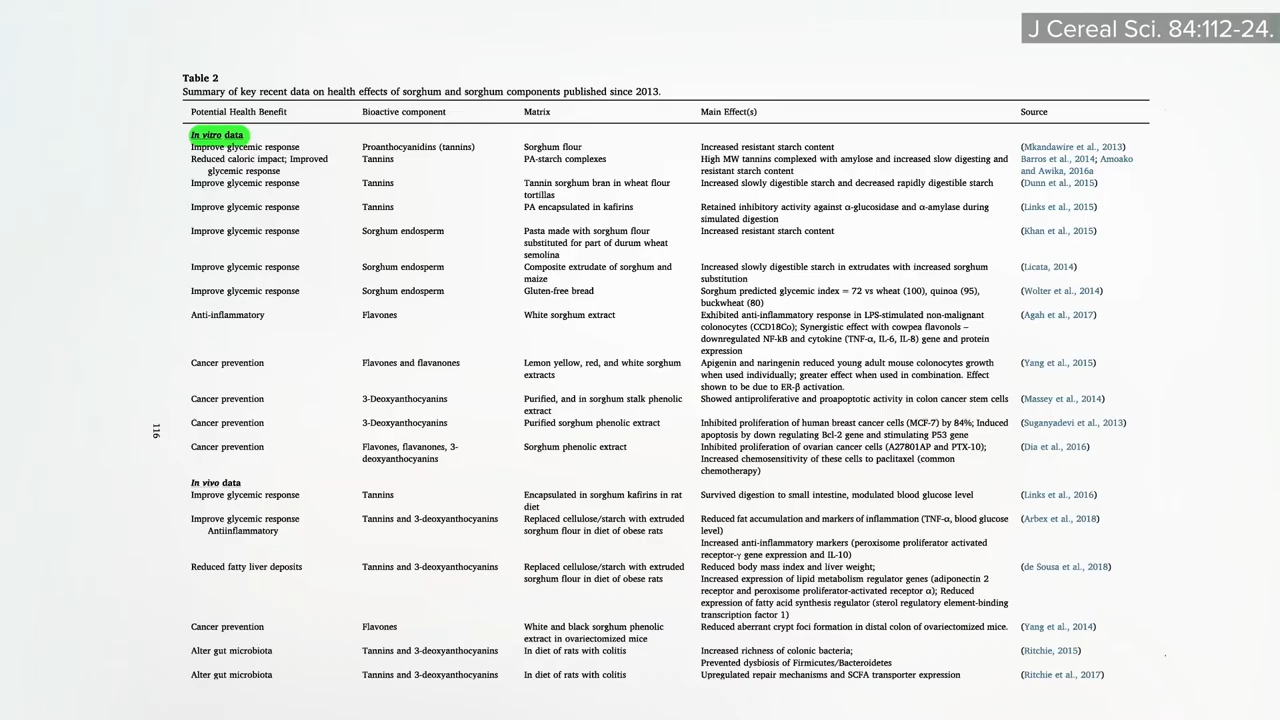 J Cereal Sci. 84:112-24.
Table 2
Summary of key recent data on health effects of sorghum and sorghum components published since 2013.
Potential Health Benefit Bioactive component Matrix Main Effect(s) Source
In vitro data
Improve glycemic response Proanthocyanidins (tannins) Sorghum flour Increased resistant starch content (Mkandawire et al., 2013)
Reduced caloric impact; Improved Tannins PA-starch complexes High MW tannins complexed with amylose and increased slow digesting and Barros et al., 2014; Amoako
glycemic response resistant starch content and Awika, 2016a
Improve glycemic response Tannins Tannin sorghum bran in wheat flour Increased slowly digestible starch and decreased rapidly digestible starch (Dunn et al., 2015)
tortillas
Improve glycemic response Tannins PA encapsulated in kafirins Retained inhibitory activity against α-glucosidase and α-amylase during (Links et al., 2015)
simulated digestion
Improve glycemic response Sorghum endosperm Pasta made with sorghum flour Increased resistant starch content (Khan et al., 2015)
substituted for part of durum wheat
semolina
Improve glycemic response Sorghum endosperm Composite extrudate of sorghum and Increased slowly digestible starch in extrudates with increased sorghum (Licata, 2014)
maize substitution
Improve glycemic response Sorghum endosperm Gluten-free bread Sorghum predicted glycemic index = 72 vs wheat (100), quinoa (95), (Wolter et al., 2014)
buckwheat (80)
Anti-inflammatory Flavones White sorghum extract Exhibited anti-inflammatory response in LPS-stimulated non-malignant (Agah et al., 2017)
colonocytes (CCD18Co); Synergistic effect with cowpea flavonols –
downregulated NF-kB and cytokine (TNF-α, IL-6, IL-8) gene and protein
expression
Cancer prevention Flavones and flavanones Lemon yellow, red, and white sorghum Apigenin and naringenin reduced young adult mouse colonocytes growth (Yang et al., 2015)
extracts when used individually; greater effect when used in combination. Effect
shown to be due to ER-β activation.
Cancer prevention 3-Deoxyanthocyanins Purified, and in sorghum stalk phenolic Showed antiproliferative and proapoptotic activity in colon cancer stem cells (Massey et al., 2014)
extract
Cancer prevention 3-Deoxyanthocyanins Purified sorghum phenolic extract Inhibited proliferation of human breast cancer cells (MCF-7) by 84%; Induced (Suganyadevi et al., 2013)
apoptosis by down regulating Bcl-2 gene and stimulating P53 gene
Cancer prevention Flavones, flavanones, 3- Sorghum phenolic extract Inhibited proliferation of ovarian cancer cells (A27801AP and PTX-10); (Dia et al., 2016)
deoxyanthocyanins Increased chemosensitivity of these cells to paclitaxel (common
chemotherapy)
In vivo data
Improve glycemic response Tannins Encapsulated in sorghum kafirins in rat Survived digestion to small intestine, modulated blood glucose level (Links et al., 2016)
diet
Improve glycemic response Tannins and 3-deoxyanthocyanins Replaced cellulose/starch with extruded Reduced fat accumulation and markers of inflammation (TNF-α, blood glucose (Arbex et al., 2018)
Antiinflammatory sorghum flour in diet of obese rats level)
Increased anti-inflammatory markers (peroxisome proliferator activated
receptor-γ gene expression and IL-10)
Reduced fatty liver deposits Tannins and 3-deoxyanthocyanins Replaced cellulose/starch with extruded Reduced body mass index and liver weight; (de Sousa et al., 2018)
sorghum flour in diet of obese rats Increased expression of lipid metabolism regulator genes (adiponectin 2
receptor and peroxisome proliferator-activated receptor α); Reduced
expression of fatty acid synthesis regulator (sterol regulatory element-binding
transcription factor 1)
Cancer prevention Flavones White and black sorghum phenolic Reduced aberrant crypt foci formation in distal colon of ovariectomized mice. (Yang et al., 2014)
extract in ovariectomized mice
Alter gut microbiota Tannins and 3-deoxyanthocyanins In diet of rats with colitis Increased richness of colonic bacteria; (Ritchie, 2015)
Prevented dysbiosis of Firmicutes/Bacteroidetes
Alter gut microbiota Tannins and 3-deoxyanthocyanins In diet of rats with colitis Upregulated repair mechanisms and SCFA transporter expression (Ritchie et al., 2017)
116